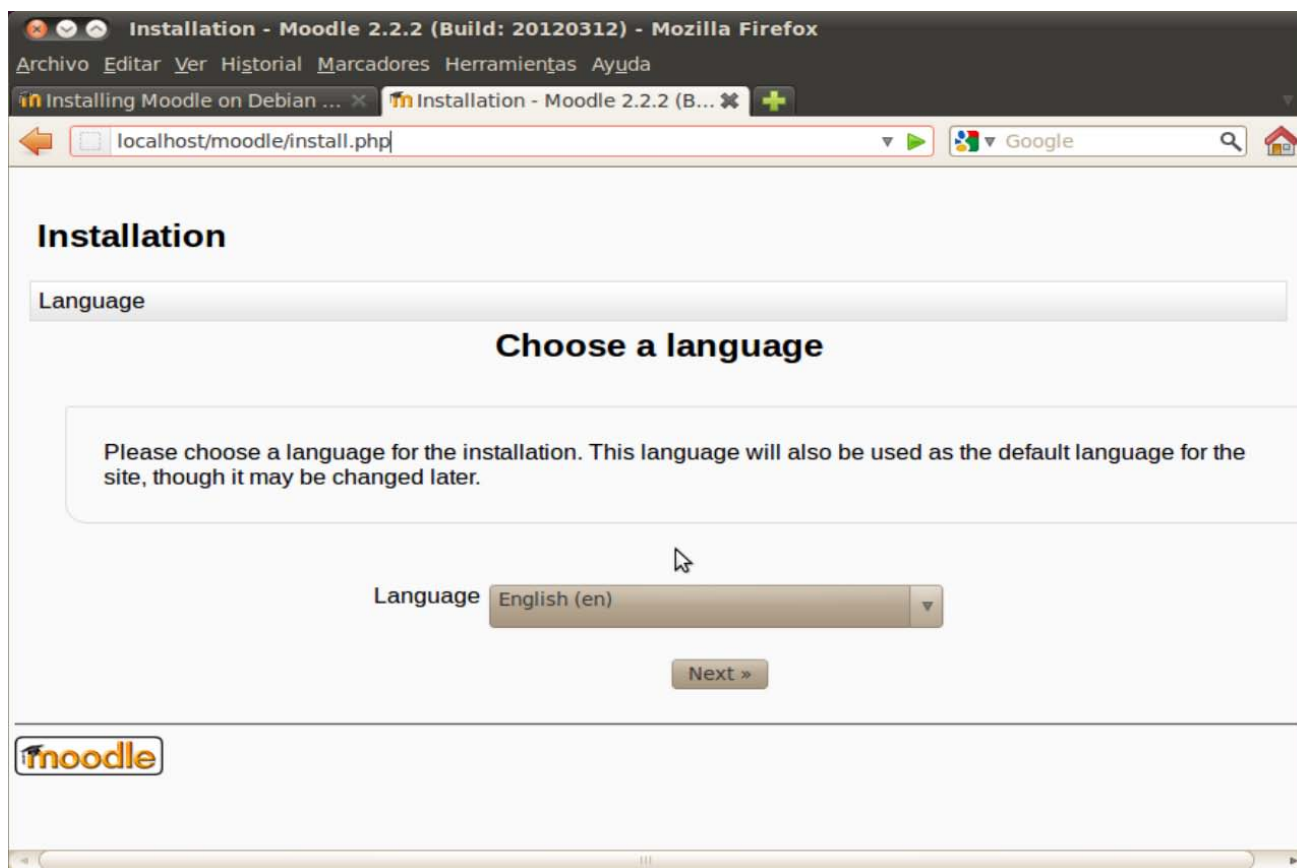 Installation - Moodle 2.2.2 (Build: 20120312) - Mozilla Firefox
Archivo Editar Ver Historial Marcadores Herramientas Ayuda
Installing Moodle on Debian ... Installation - Moodle 2.2.2 (B...
localhost/moodle/install.php Google
Installation
Language
Choose a language
Please choose a language for the installation. This language will also be used as the default language for the
site, though it may be changed later.
Language English (en)
Next »
moodle